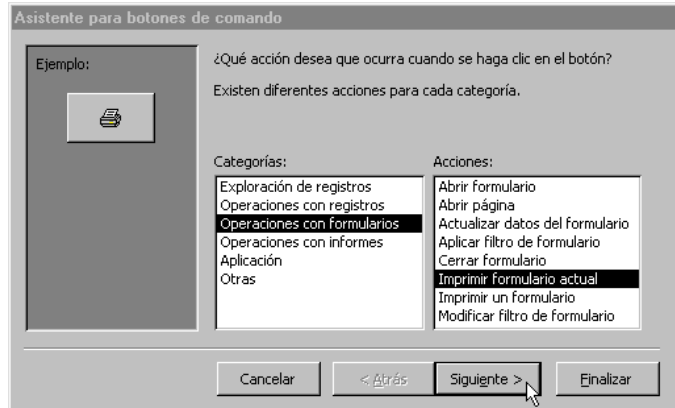 Asistente para botones de comando
Ejemplo:
¿Qué acción desea que ocurra cuando se haga clic en el botón?
Existen diferentes acciones para cada categoría.
Categorías:
Exploración de registros
Operaciones con registros
Operaciones con formularios
Operaciones con informes
Aplicación
Otras
Acciones:
Abrir formulario
Abrir página
Actualizar datos del formulario
Aplicar filtro de formulario
Cerrar formulario
Imprimir formulario actual
Imprimir un formulario
Modificar filtro de formulario
Cancelar
< Atrás
Siguiente >
Finalizar